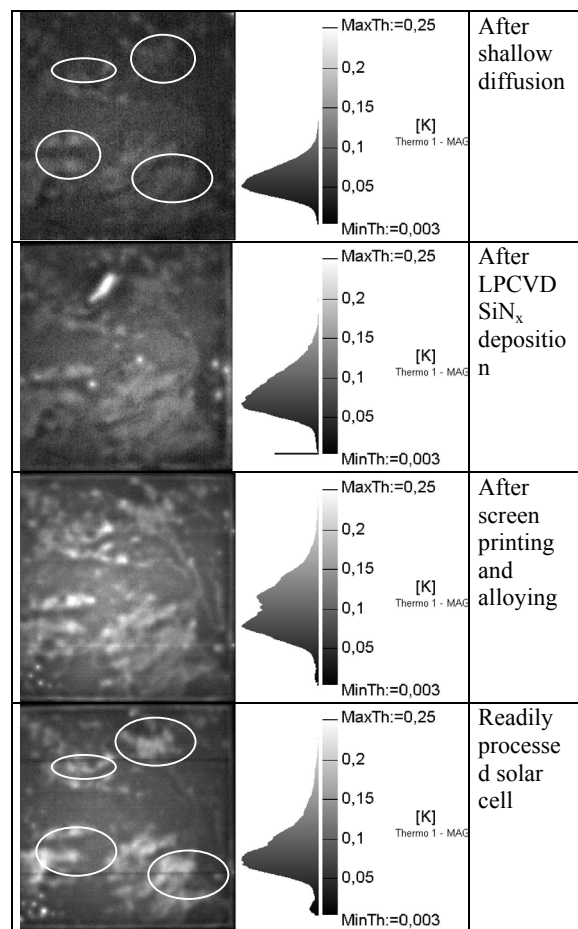 MaxTh:=0,25
0,2
0,15
[K]
Thermo 1 - MAG
0,1
0,05
MinTh:=0,003
After
shallow
diffusion
MaxTh:=0,25
0,2
0,15
[K]
Thermo 1 - MAG
0,1
0,05
MinTh:=0,003
After
LPCVD
SiNₓ
depositio
n
MaxTh:=0,25
0,2
0,15
[K]
Thermo 1 - MAG
0,1
0,05
MinTh:=0,003
After
screen
printing
and
alloying
MaxTh:=0,25
0,2
0,15
[K]
Thermo 1 - MAG
0,1
0,05
MinTh:=0,003
Readily
processe
d solar
cell